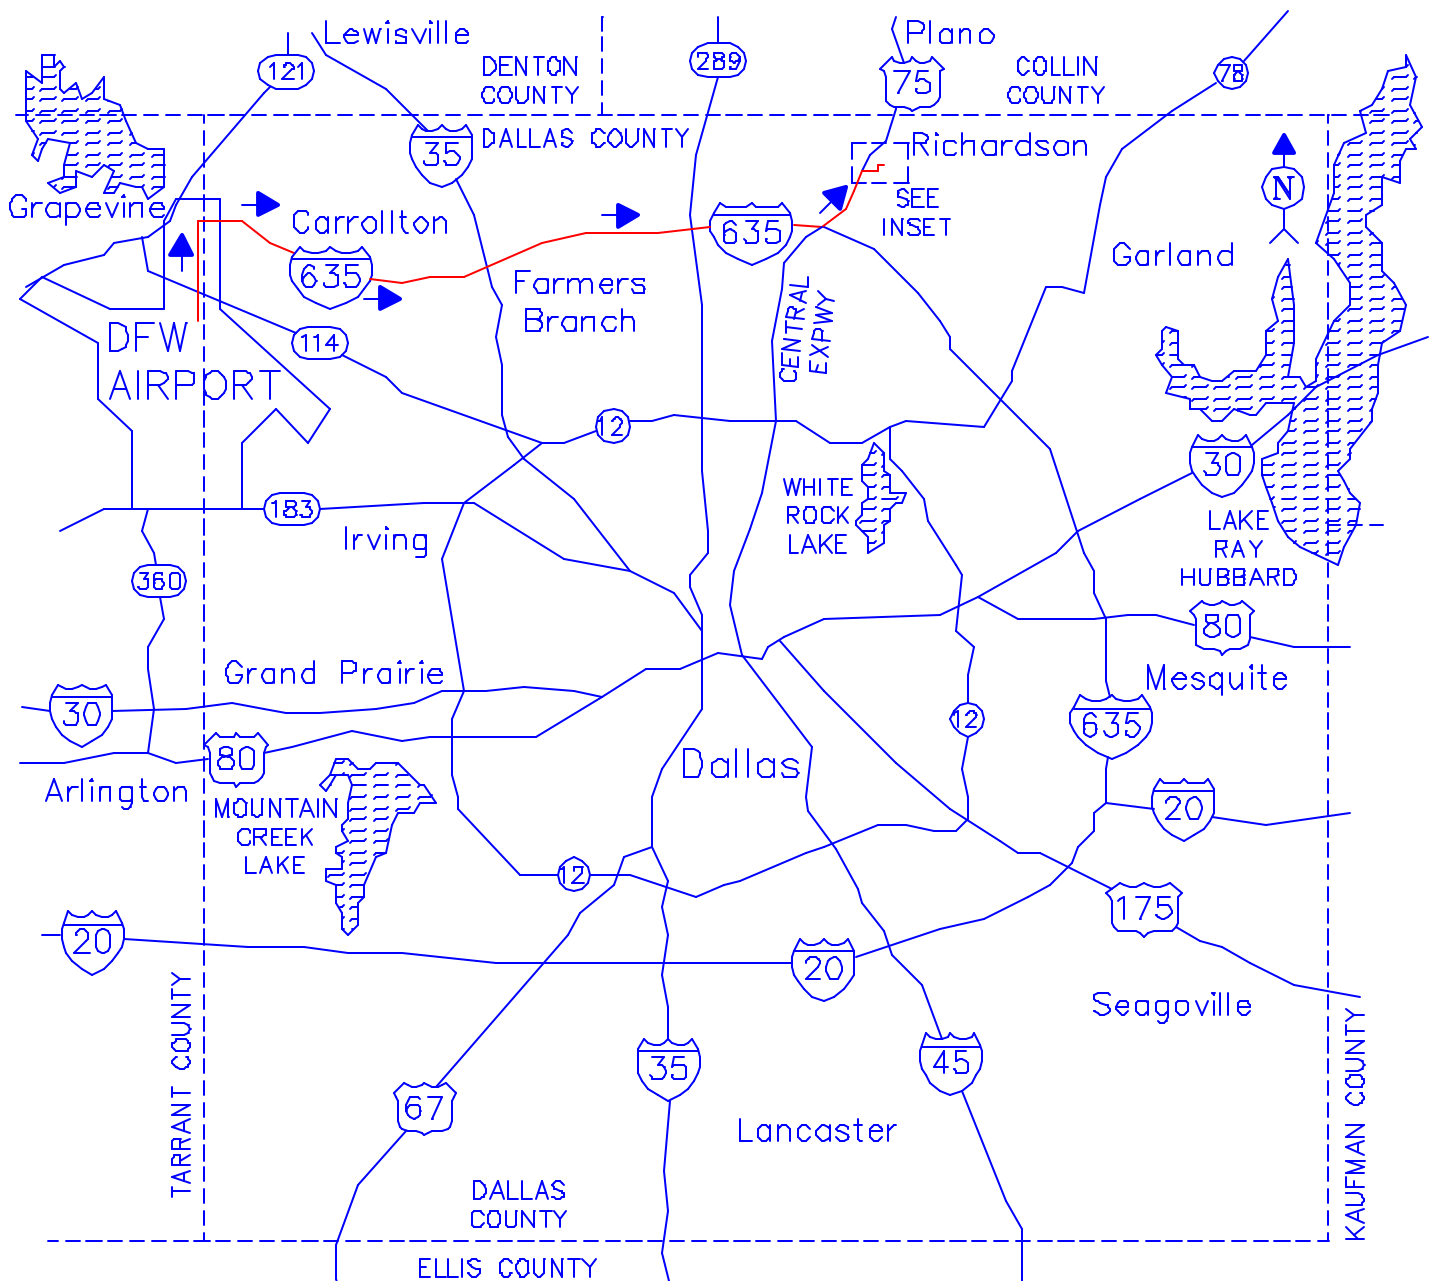 Lewisville
Plano
121
DENTON
COUNTY
289
75
COLLIN
COUNTY
78
35
DALLAS COUNTY
Richardson
N
SEE
INSET
Grapevine
Carrollton
635
635
Garland
Farmers
Branch
CENTRAL
EXPWY
DFW
AIRPORT
114
12
30
WHITE
ROCK
LAKE
183
Irving
LAKE
RAY
HUBBARD
360
80
Grand Prairie
Mesquite
30
12
635
80
Dallas
Arlington
MOUNTAIN
CREEK
LAKE
20
12
175
20
20
TARRANT COUNTY
Seagoville
KAUFMAN COUNTY
35
45
67
Lancaster
DALLAS
COUNTY
ELLIS COUNTY